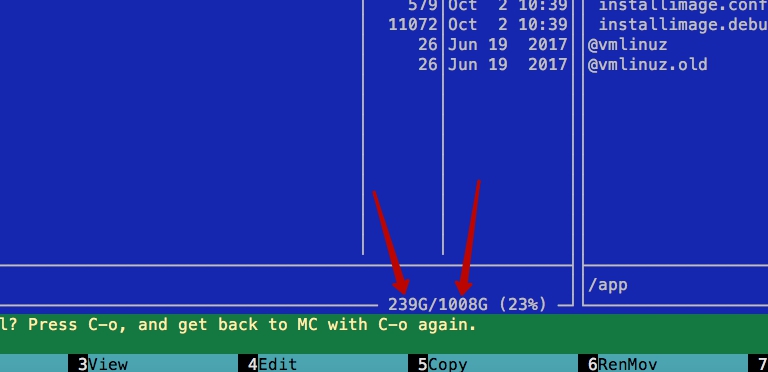 579 Oct  2 10:39 installimage.conf
11072 Oct  2 10:39 installimage.debu
26 Jun 19  2017 @vmlinuz
26 Jun 19  2017 @vmlinuz.old
/app
239G/1008G (23%)
l? Press C-o, and get back to MC with C-o again.
3View 4Edit 5Copy 6RenMov 7